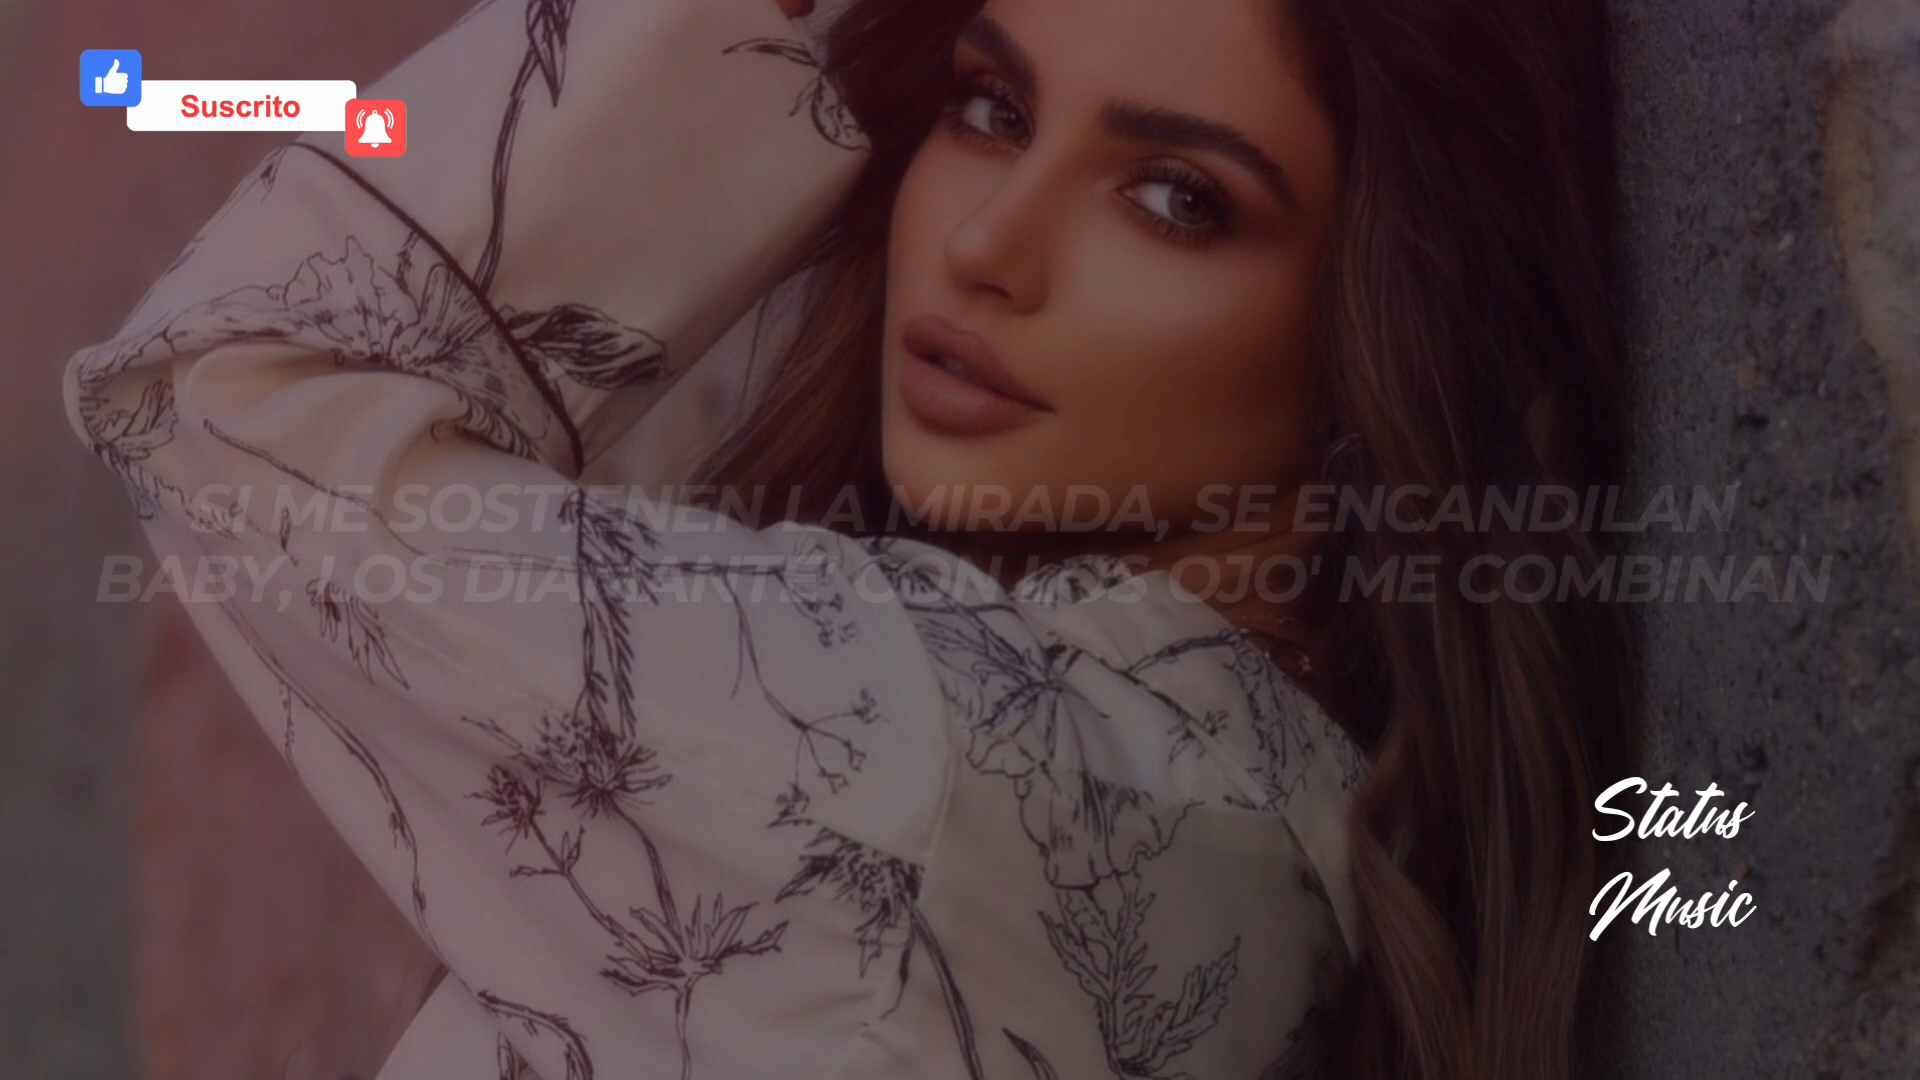 Suscrito
SI ME SOSTIENEN LA MIRADA, SE ENCANDILAN
BABY, LOS DIAMANTE' CON LOS OJO' ME COMBINAN
Status
Music